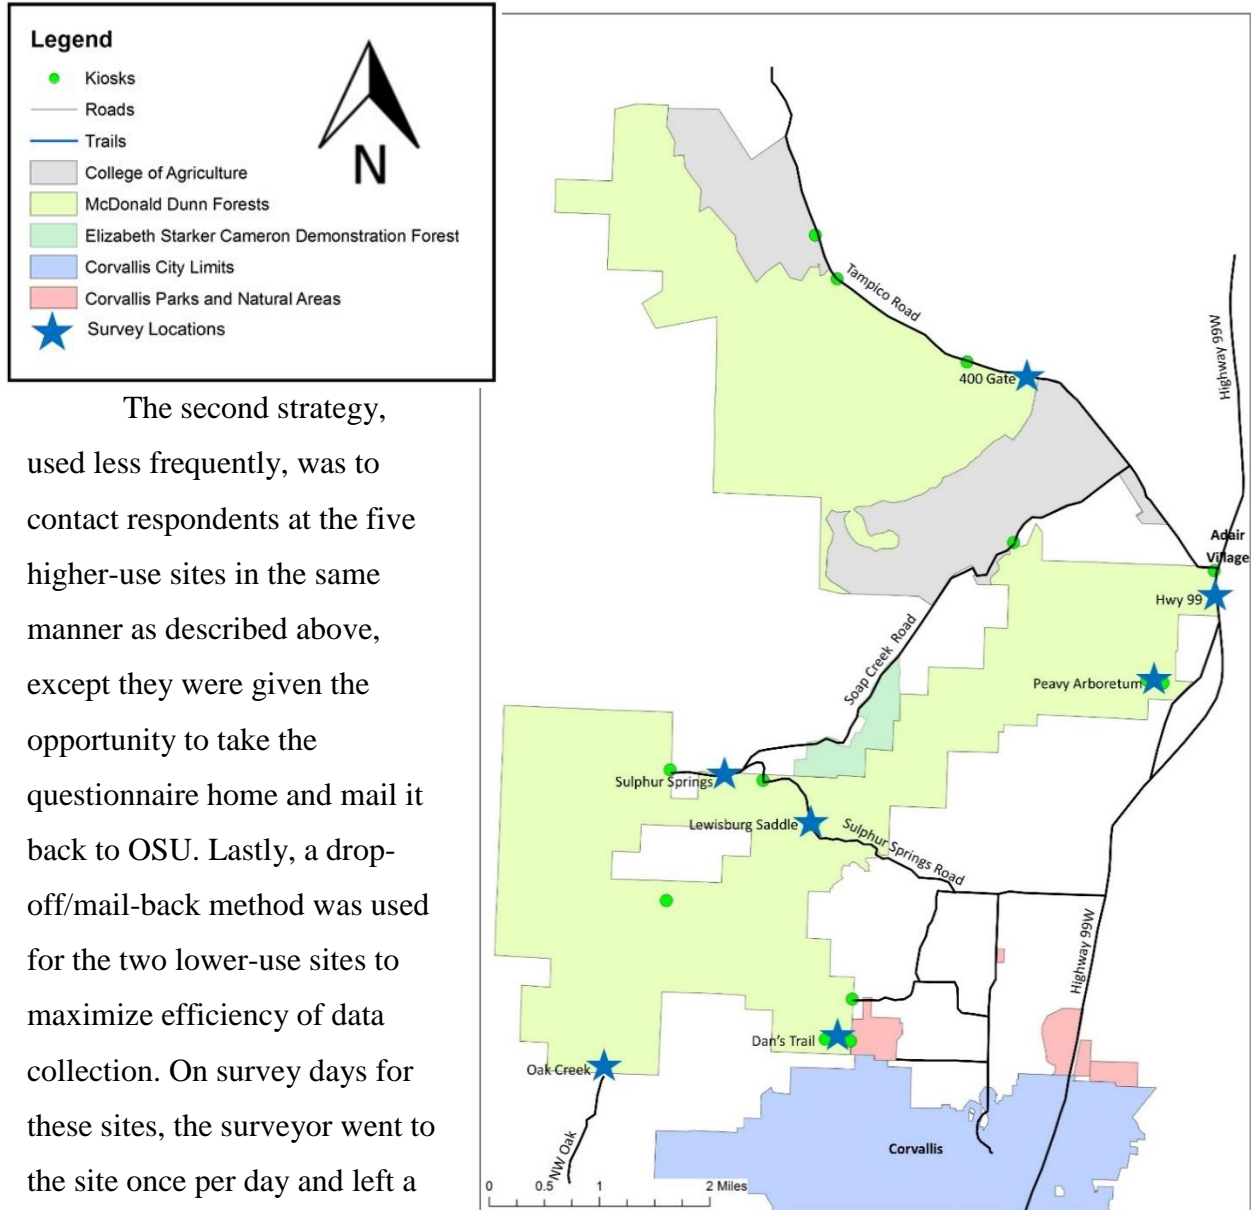 Legend
Kiosks
Roads
Trails
College of Agriculture
McDonald Dunn Forests
Elizabeth Starker Cameron Demonstration Forest
Corvallis City Limits
Corvallis Parks and Natural Areas
Survey Locations
N
The second strategy,
used less frequently, was to
contact respondents at the five
higher-use sites in the same
manner as described above,
except they were given the
opportunity to take the
questionnaire home and mail it
back to OSU. Lastly, a drop-
off/mail-back method was used
for the two lower-use sites to
maximize efficiency of data
collection. On survey days for
these sites, the surveyor went to
the site once per day and left a
Tampico Road
Highway 99W
400 Gate
Adair
Village
Hwy 99
Soap Creek Road
Peavy Arboretum
Sulphur Springs
Lewisburg Saddle
Sulphur Springs Road
Highway 99W
Dan's Trail
Oak Creek
NW Oak
Corvallis
0 0.5 1 2 Miles